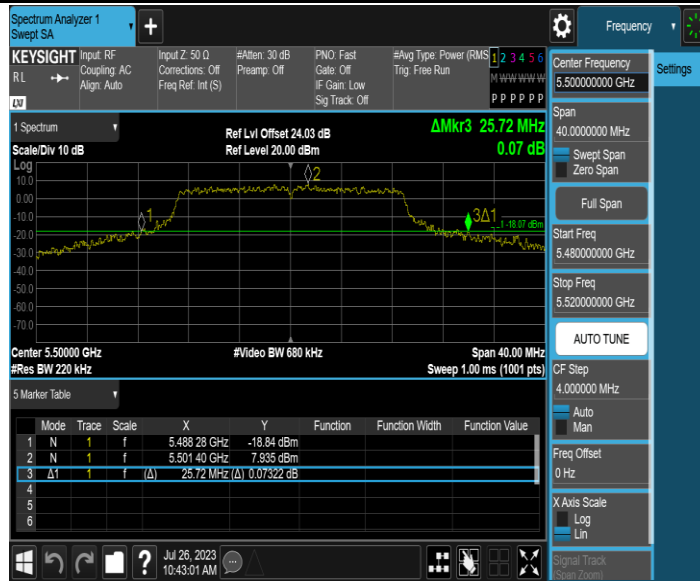 Spectrum Analyzer 1
Swept SA
+
Frequency
KEYSIGHT
RL
LXI
Input: RF
Coupling: AC
Align: Auto
Input Z: 50 Ω
Corrections: Off
Freq Ref: Int (S)
#Atten: 30 dB
Preamp: Off
PNO: Fast
Gate: Off
IF Gain: Low
Sig Track: Off
#Avg Type: Power (RMS
Trig: Free Run
1 2 3 4 5 6
M W W W W W
P P P P P P
1 Spectrum
Scale/Div 10 dB
Ref Lvl Offset 24.03 dB
Ref Level 20.00 dBm
ΔMkr3 25.72 MHz
0.07 dB
Log
10.0
0.00
-10.0
-20.0
-30.0
-40.0
-50.0
-60.0
-70.0
1
2
3Δ1
-18.07 dBm
Center 5.50000 GHz
#Video BW 680 kHz
Span 40.00 MHz
#Res BW 220 kHz
Sweep 1.00 ms (1001 pts)
5 Marker Table
Mode Trace Scale X Y Function Function Width Function Value
1 N 1 f 5.488 28 GHz -18.84 dBm
2 N 1 f 5.501 40 GHz 7.935 dBm
3 Δ1 1 f (Δ) 25.72 MHz (Δ) 0.07322 dB
4
5
6
?
Jul 26, 2023
10:43:01 AM
Center Frequency
5.500000000 GHz
Settings
Span
40.0000000 MHz
Swept Span
Zero Span
Full Span
Start Freq
5.480000000 GHz
Stop Freq
5.520000000 GHz
AUTO TUNE
CF Step
4.000000 MHz
Auto
Man
Freq Offset
0 Hz
X Axis Scale
Log
Lin
Signal Track
(Span Zoom)